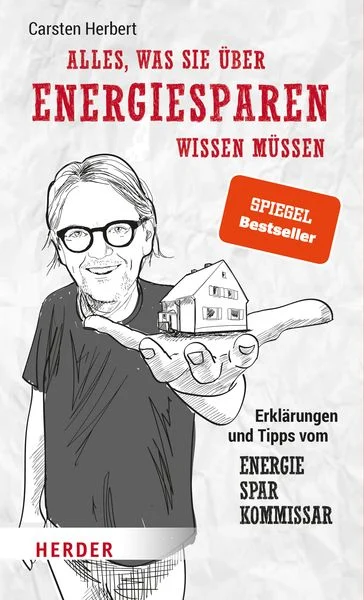 Carsten Herbert
ALLES, WAS SIE ÜBER
ENERGIESPAREN
WISSEN MÜSSEN
SPIEGEL
Bestseller
Erklärungen
und Tipps vom
ENERGIE
SPAR
KOMMISSAR
HERDER